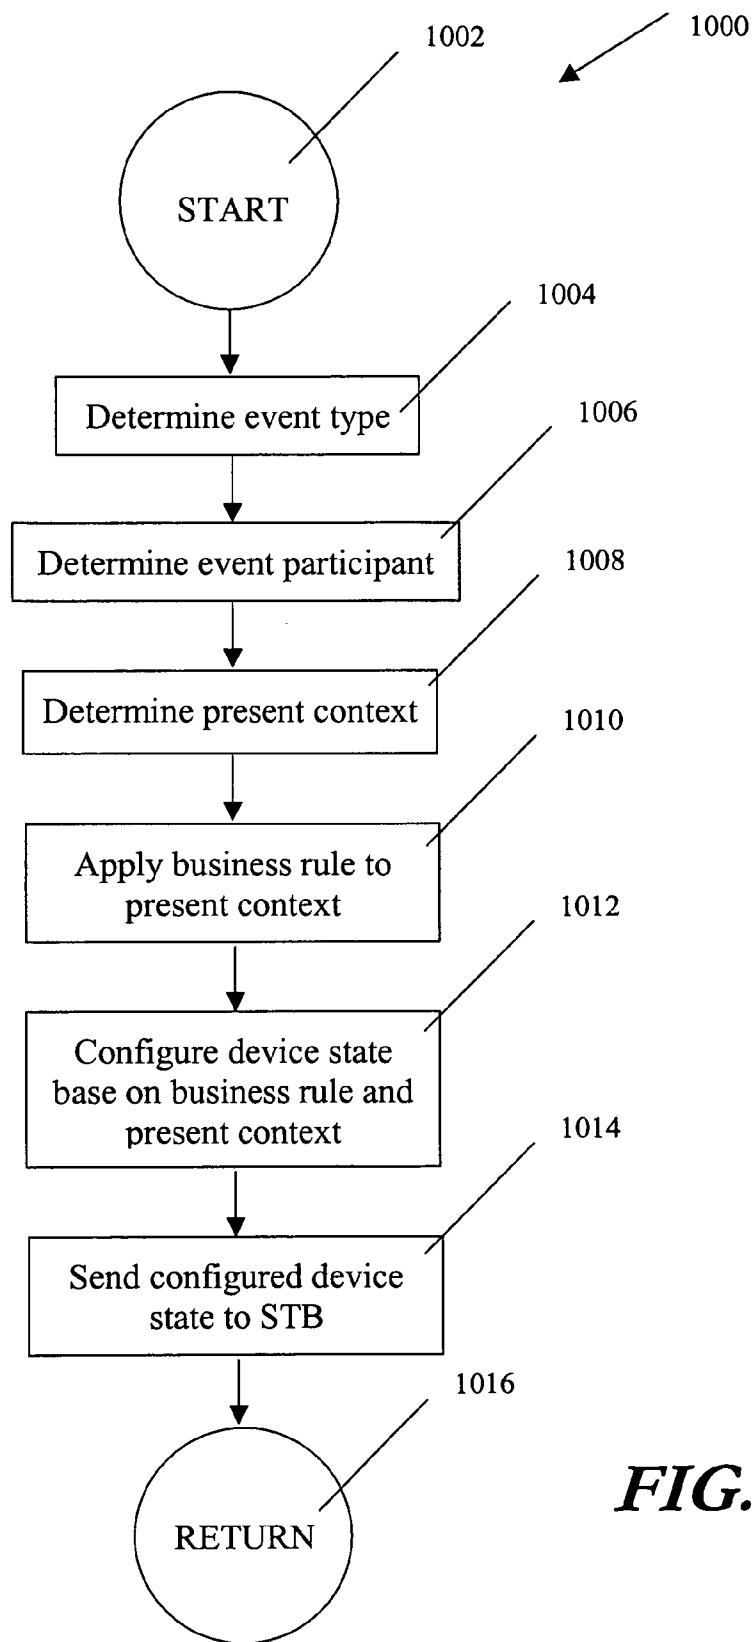 1002
1000
START
1004
Determine event type
1006
Determine event participant
1008
Determine present context
1010
Apply business rule to
present context
1012
Configure device state
base on business rule and
present context
1014
Send configured device
state to STB
1016
RETURN
FIG.